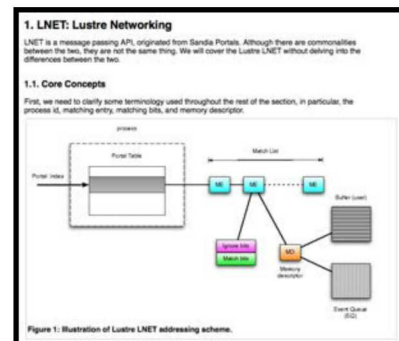 1. LNET: Lustre Networking
LNET is a message passing API, originated from Sandia Portals. Although there are commonalities
between the two, they are not the same thing. We will cover the Lustre LNET without delving into the
differences between the two.
1.1. Core Concepts
First, we need to clarify some terminology used throughout the rest of the section, in particular, the
process id, matching entry, matching bits, and memory descriptor.
process
Portal Table
Match List
Portal Index
ME
ME
ME
Buffer (user)
Ignore bits
Match bits
MD
Memory
descriptor
Event Queue
(EQ)
Figure 1: Illustration of Lustre LNET addressing scheme.